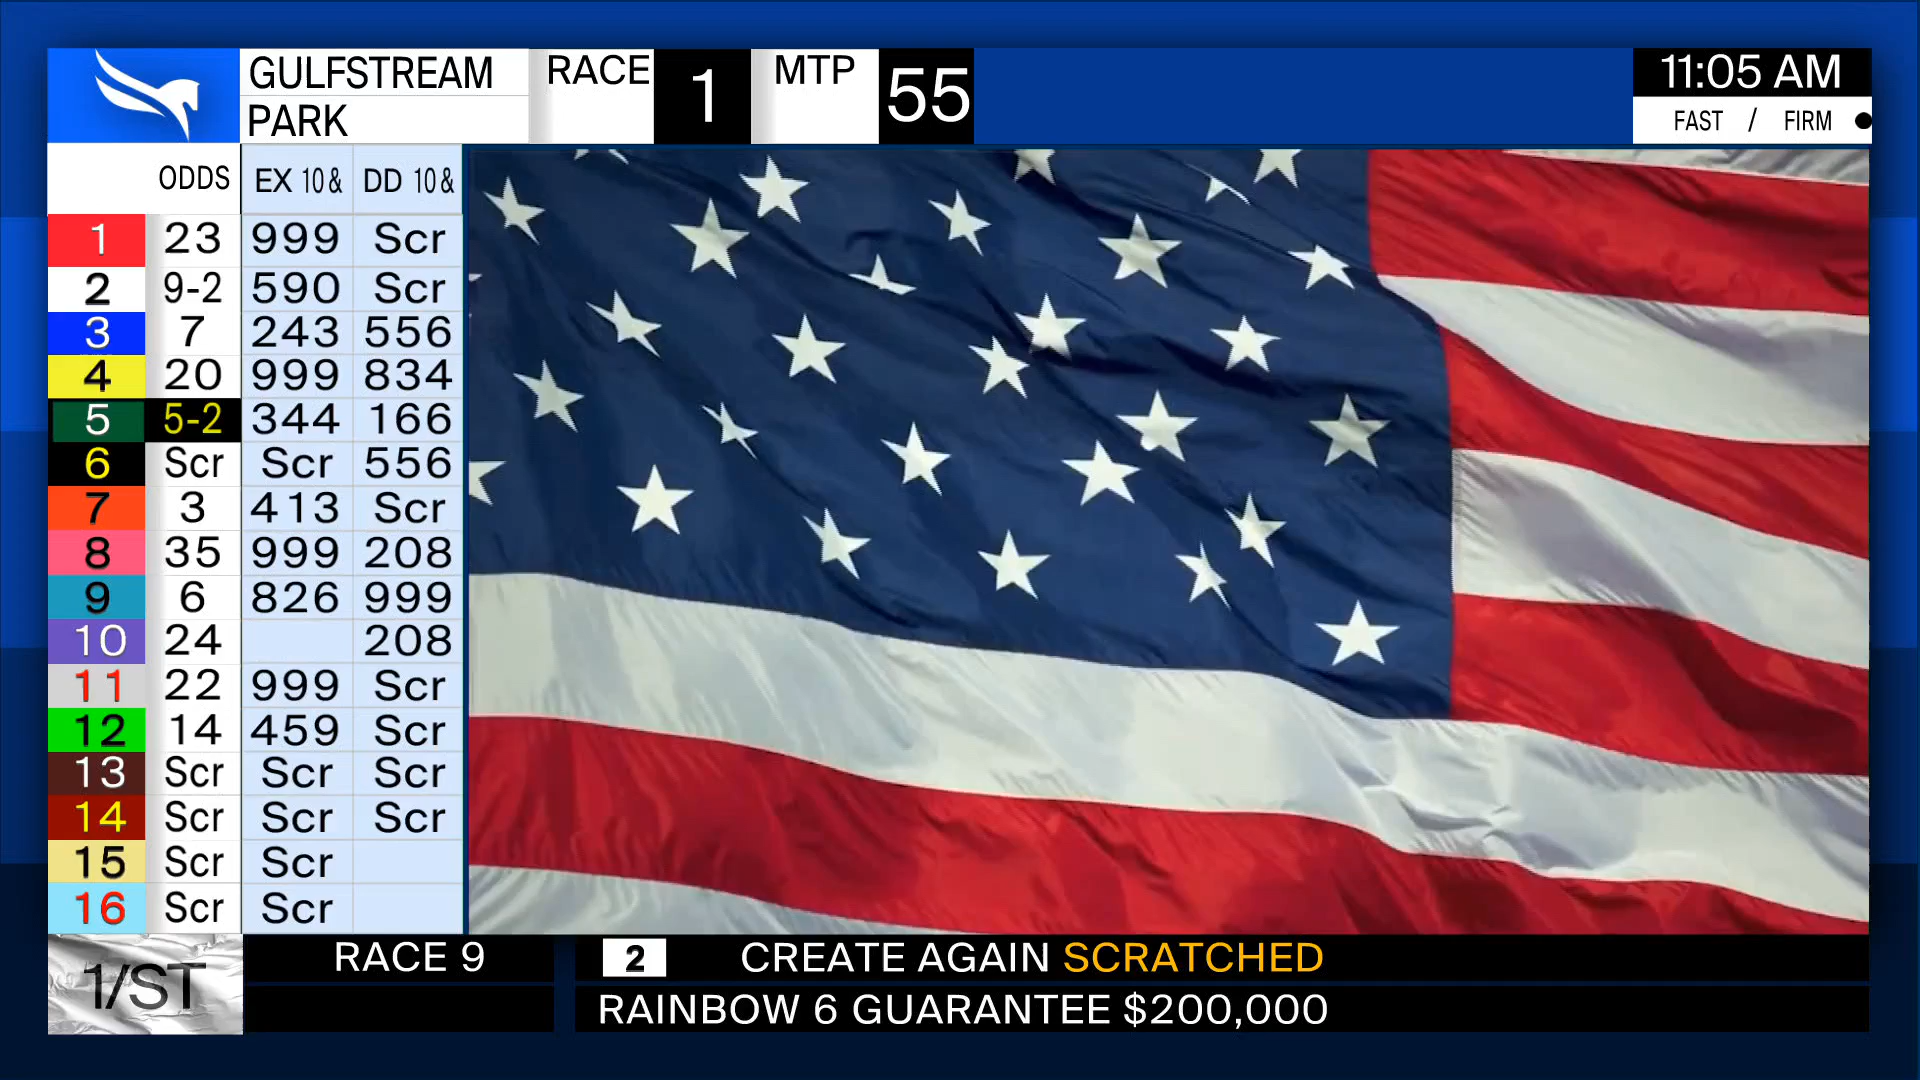 GULFSTREAM PARK RACE 1 MTP 55 11:05 AM
FAST / FIRM
ODDS EX 10& DD 10&
1 23 999 Scr
2 9-2 590 Scr
3 7 243 556
4 20 999 834
5 5-2 344 166
6 Scr Scr 556
7 3 413 Scr
8 35 999 208
9 6 826 999
10 24 208
11 22 999 Scr
12 14 459 Scr
13 Scr Scr Scr
14 Scr Scr Scr
15 Scr Scr
16 Scr Scr
1/ST
RACE 9 2 CREATE AGAIN SCRATCHED
RAINBOW 6 GUARANTEE $200,000